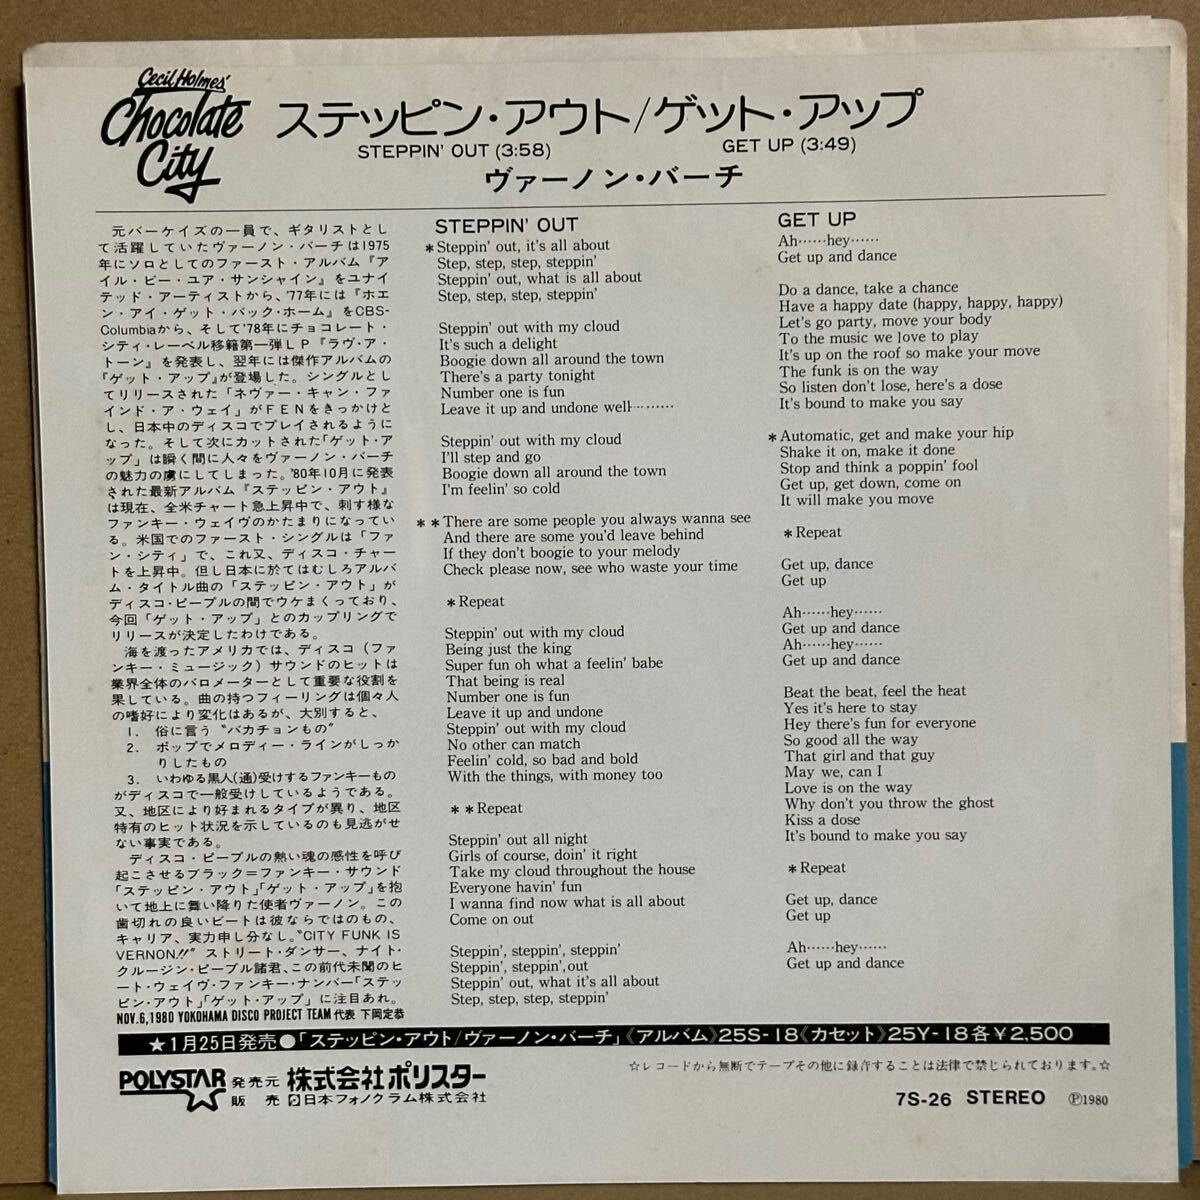 Cecil Holmes'
Chocolate
City
ステッピン・アウト/ゲット・アップ
STEPPIN' OUT (3:58)
GET UP (3:49)
ヴァーノン・バーチ
元バーケイズの一員で、ギタリストとし
て活躍していたヴァーノン・バーチは1975
年にソロとしてのファースト・アルバム『ア
イル・ビー・ユア・サンシャイン』をユナイ
テッド・アーティストから、'77年には『ホエ
ン・アイ・ゲット・バック・ホーム』をCBS-
Columbiaから、そして'78年にチョコレート・
シティ・レーベル移籍第一弾LP『ラヴ・ア・
トーン』を発表し、翌年には傑作アルバムの
『ゲット・アップ』が登場した。シングルとし
てリリースされた「ネヴァー・キャン・ファ
インド・ア・ウェイ」がFENをきっかけと
し、日本中のディスコでプレイされるように
なった。そして次にカットされた「ゲット・ア
ップ」は瞬く間に人々をヴァーノン・バーチ
の魅力の虜にしてしまった。'80年10月に発表
された最新アルバム『ステッピン・アウト』
は現在、全米チャート急上昇中で、刺す様な
ファンキー・ウェイヴのかたまりになってい
る。米国でのファースト・シングルは「ファ
ン・シティ」で、これ又、ディスコ・チャー
トを上昇中。但し日本に於てはむしろアルバ
ム・タイトル曲の「ステッピン・アウト」が
ディスコ・ピープルの間でウケまくっており、
今回「ゲット・アップ」とのカップリングで
リリースが決定したわけである。
海を渡ったアメリカでは、ディスコ(ファ
ンキー・ミュージック)サウンドのヒットは
業界全体のバロメーターとして重要な役割を
果している。曲の持つフィーリングは個々人
の嗜好により変化はあるが、大別すると、
1. 俗に言う"バカチョンもの"
2. ポップでメロディー・ラインがしっか
りしたもの
3. いわゆる黒人(通)受けするファンキーもの
がディスコで一般受けしているようである。
又、地区により好まれるタイプが異り、地区
特有のヒット状況を示しているのも見逃がせ
ない事実である。
ディスコ・ピープルの熱い魂の感性を呼び
起こさせるブラック=ファンキー・サウンド
「ステッピン・アウト」「ゲット・アップ」を抱
いて地上に舞い降りた使者ヴァーノン。この
歯切れの良いビートは彼ならではのもの、
キャリア、実力申し分なし。"CITY FUNK IS
VERNON!!" ストリート・ダンサー、ナイト・
クルージン・ピープル諸君、この前代未聞のヒ
ート・ウェイヴ・ファンキー・ナンバー「ステッ
ピン・アウト」「ゲット・アップ」に注目あれ。
NOV.6,1980 YOKOHAMA DISCO PROJECT TEAM 代表 下岡定恭
STEPPIN' OUT
*Steppin' out, it's all about
Step, step, step, steppin'
Steppin' out, what is all about
Step, step, step, steppin'
Steppin' out with my cloud
It's such a delight
Boogie down all around the town
There's a party tonight
Number one is fun
Leave it up and undone well………
Steppin' out with my cloud
I'll step and go
Boogie down all around the town
I'm feelin' so cold
**There are some people you always wanna see
And there are some you'd leave behind
If they don't boogie to your melody
Check please now, see who waste your time
*Repeat
Steppin' out with my cloud
Being just the king
Super fun oh what a feelin' babe
That being is real
Number one is fun
Leave it up and undone
Steppin' out with my cloud
No other can match
Feelin' cold, so bad and bold
With the things, with money too
**Repeat
Steppin' out all night
Girls of course, doin' it right
Take my cloud throughout the house
Everyone havin' fun
I wanna find now what is all about
Come on out
Steppin', steppin', steppin'
Steppin', steppin', out
Steppin' out, what it's all about
Step, step, step, steppin'
GET UP
Ah……hey……
Get up and dance
Do a dance, take a chance
Have a happy date (happy, happy, happy)
Let's go party, move your body
To the music we love to play
It's up on the roof so make your move
The funk is on the way
So listen don't lose, here's a dose
It's bound to make you say
*Automatic, get and make your hip
Shake it on, make it done
Stop and think a poppin' fool
Get up, get down, come on
It will make you move
*Repeat
Get up, dance
Get up
Ah……hey……
Get up and dance
Ah……hey……
Get up and dance
Beat the beat, feel the heat
Yes it's here to stay
Hey there's fun for everyone
So good all the way
That girl and that guy
May we, can I
Love is on the way
Why don't you throw the ghost
Kiss a dose
It's bound to make you say
*Repeat
Get up, dance
Get up
Ah……hey……
Get up and dance
★1月25日発売●「ステッピン・アウト/ヴァーノン・バーチ」《アルバム》25S-18《カセット》25Y-18各¥2,500
POLYSTAR 発売元 株式会社ポリスター
販売 日本フォノグラム株式会社
☆レコードから無断でテープその他に録音することは法律で禁じられております。☆
7S-26 STEREO Ⓟ1980